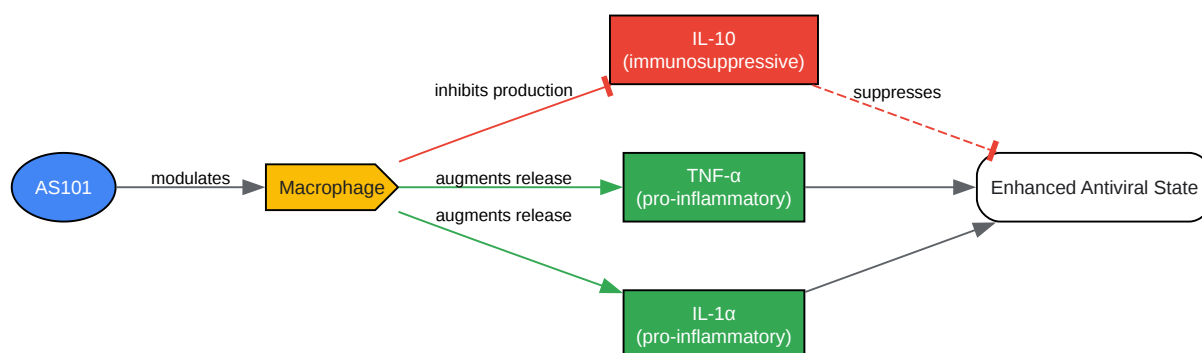 IL-10
(immunosuppressive)
inhibits production
suppresses
AS101
modulates
Macrophage
augments release
TNF-α
(pro-inflammatory)
Enhanced Antiviral State
augments release
IL-1α
(pro-inflammatory)